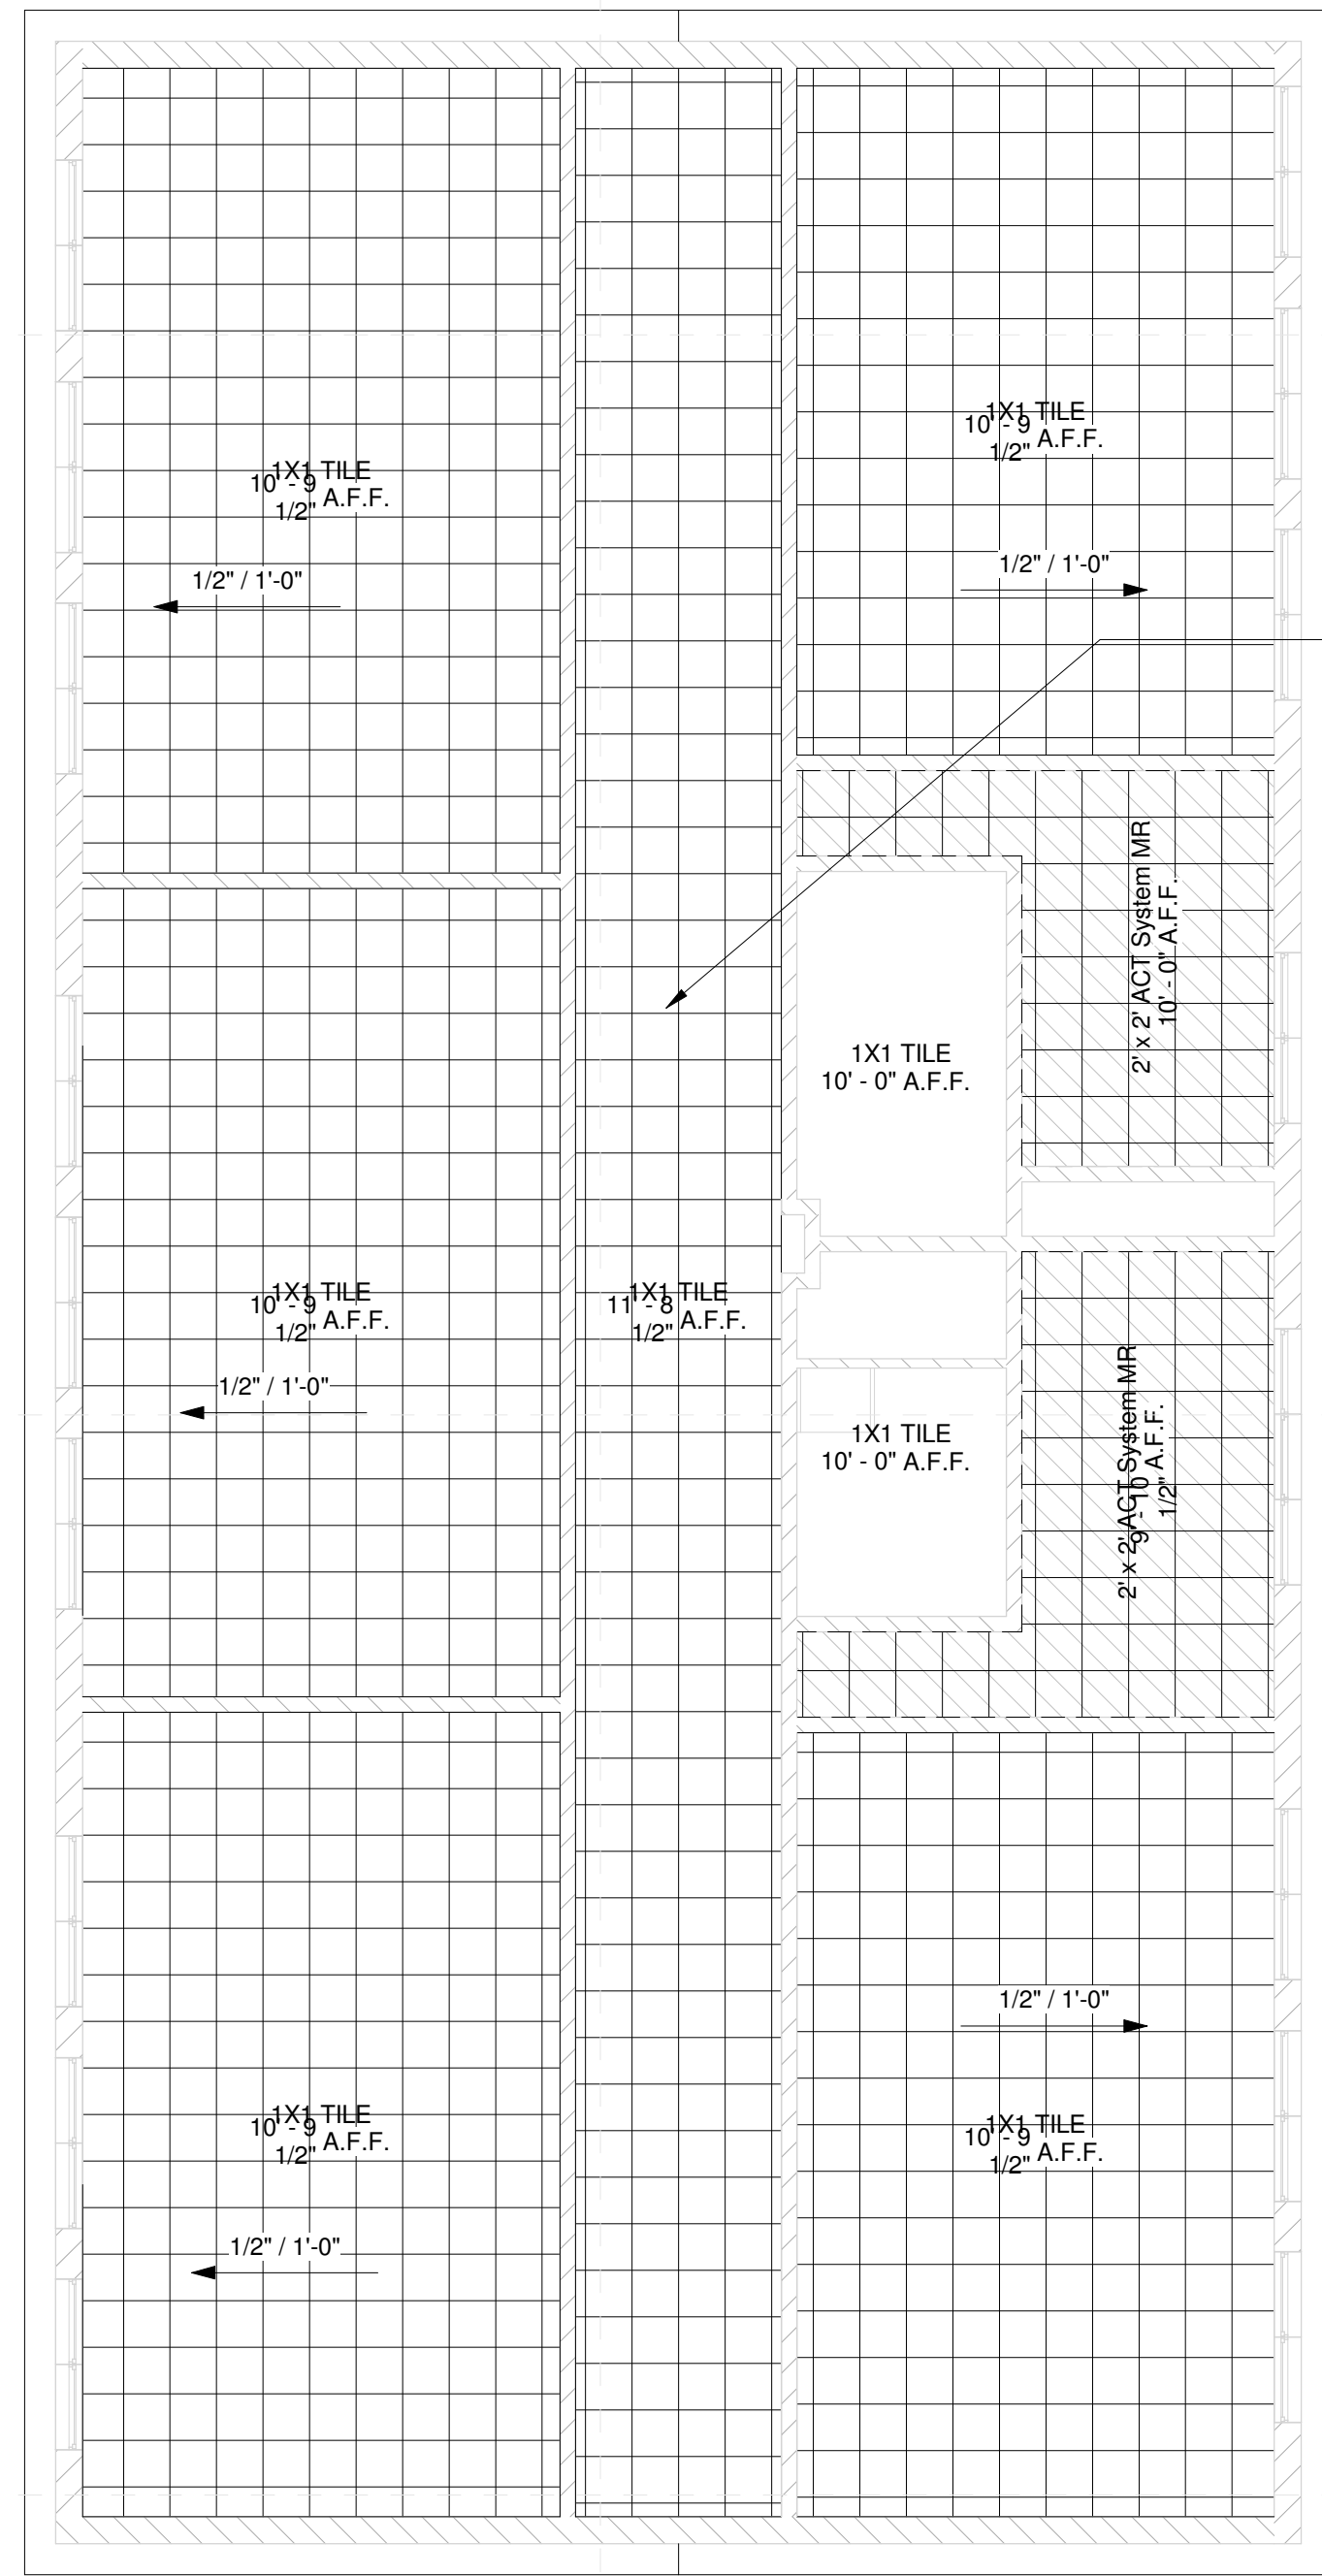 1X1 TILE
10' - 9
1/2" A.F.F.
1/2" / 1'-0"
1X1 TILE
10' - 9
1/2" A.F.F.
1/2" / 1'-0"
2' x 2' ACT System MR
10' - 0" A.F.F.
1X1 TILE
10' - 0" A.F.F.
1X1 TILE
10' - 9
1/2" A.F.F.
1/2" / 1'-0"
1X1 TILE
11' - 8
1/2" A.F.F.
1X1 TILE
10' - 0" A.F.F.
2' x 2' ACT System MR
9' - 10
1/2" A.F.F.
1/2" / 1'-0"
1X1 TILE
10' - 9
1/2" A.F.F.
1X1 TILE
10' - 9
1/2" A.F.F.
1/2" / 1'-0"